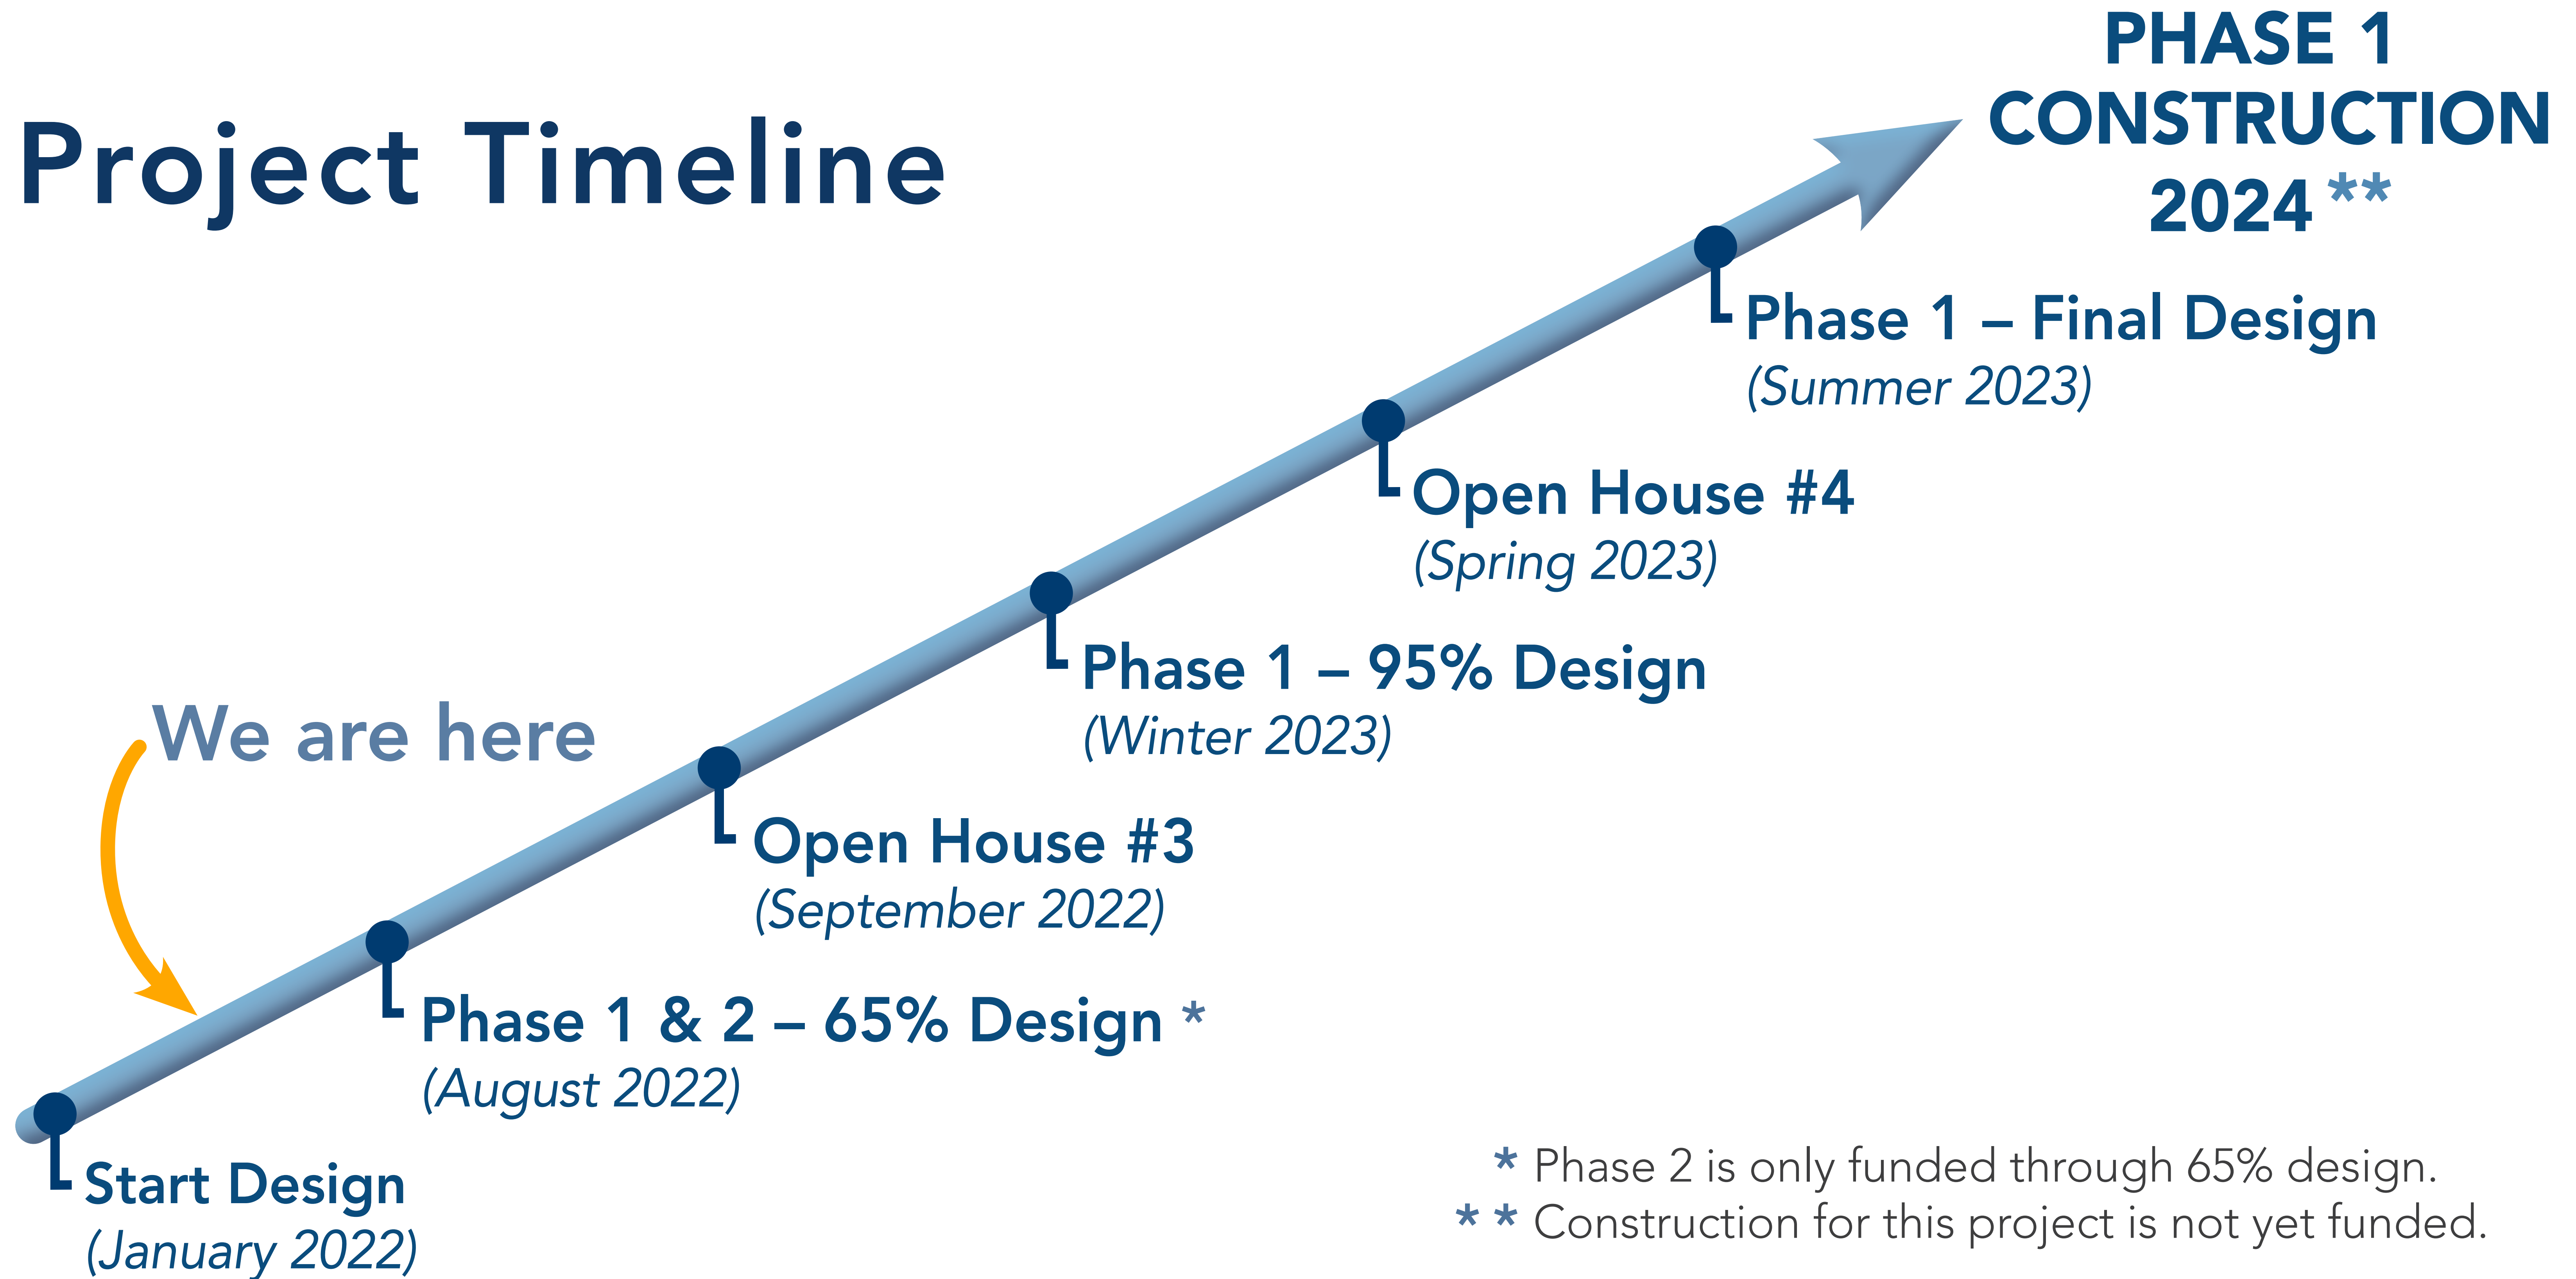 Project Timeline
PHASE 1
CONSTRUCTION
2024 **
Phase 1 – Final Design
(Summer 2023)
Open House #4
(Spring 2023)
Phase 1 – 95% Design
(Winter 2023)
We are here
Open House #3
(September 2022)
Phase 1 & 2 – 65% Design *
(August 2022)
Start Design
(January 2022)
* Phase 2 is only funded through 65% design.
* * Construction for this project is not yet funded.